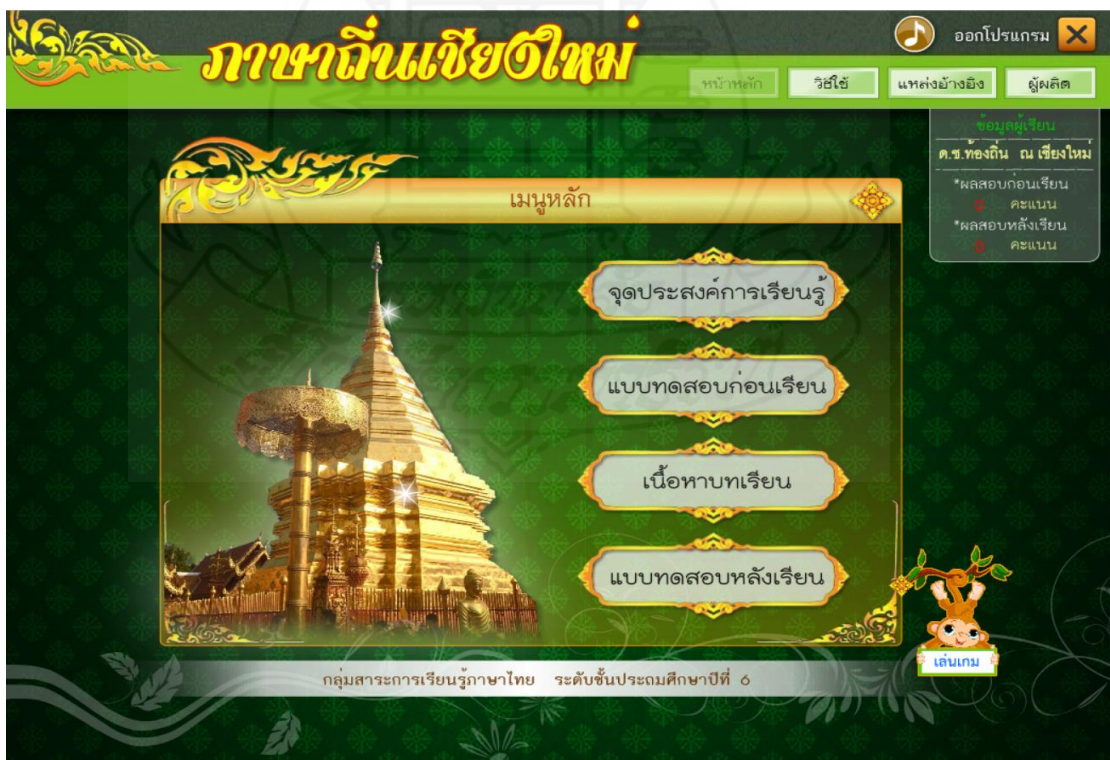 ภาษาถิ่นเชียงใหม่
ออกโปรแกรม
หน้าหลัก วิธีใช้ แหล่งอ้างอิง ผู้ผลิต
ข้อมูลผู้เรียน
ด.ช.ท้องถิ่น ณ เชียงใหม่
*ผลสอบก่อนเรียน
0 คะแนน
*ผลสอบหลังเรียน
0 คะแนน
เมนูหลัก
จุดประสงค์การเรียนรู้
แบบทดสอบก่อนเรียน
เนื้อหาบทเรียน
แบบทดสอบหลังเรียน
เล่นเกม
กลุ่มสาระการเรียนรู้ภาษาไทย ระดับชั้นประถมศึกษาปีที่ ๖